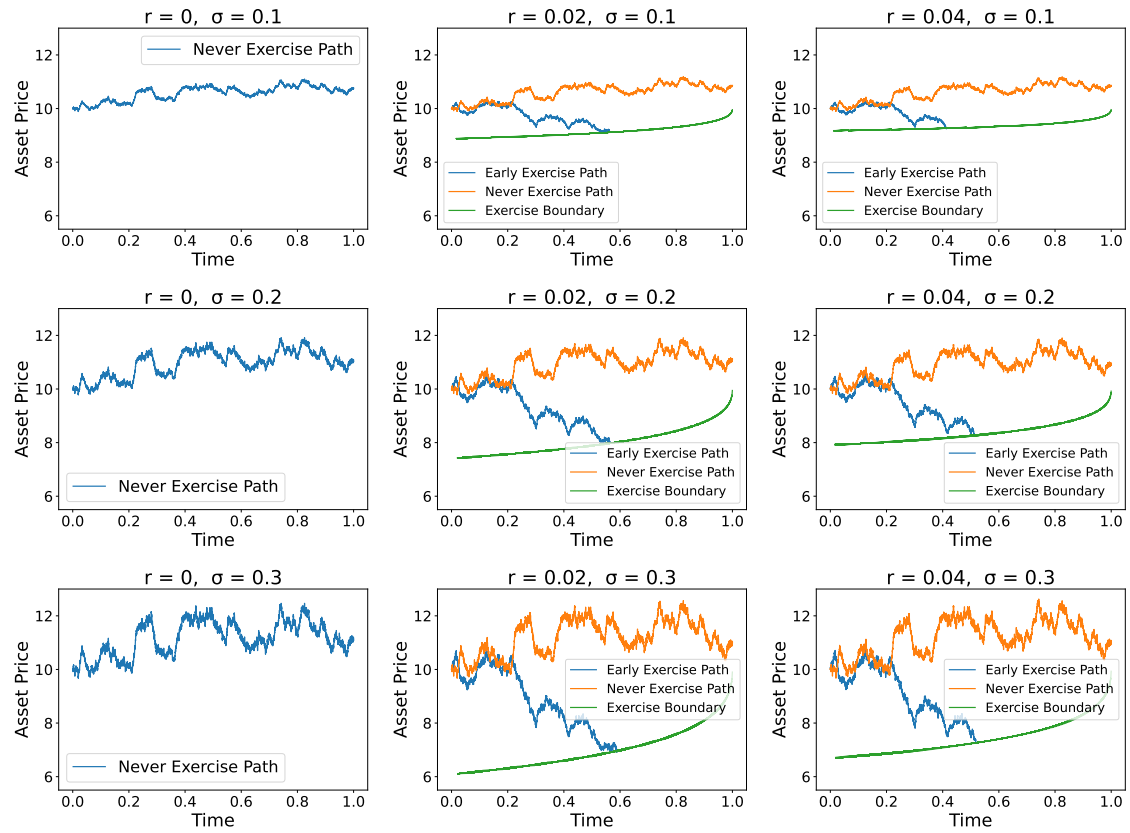 r = 0, σ = 0.1
Asset Price
12
10
8
6
Never Exercise Path
0.0 0.2 0.4 0.6 0.8 1.0
Time
r = 0.02, σ = 0.1
Asset Price
12
10
8
6
Early Exercise Path
Never Exercise Path
Exercise Boundary
0.0 0.2 0.4 0.6 0.8 1.0
Time
r = 0.04, σ = 0.1
Asset Price
12
10
8
6
Early Exercise Path
Never Exercise Path
Exercise Boundary
0.0 0.2 0.4 0.6 0.8 1.0
Time
r = 0, σ = 0.2
Asset Price
12
10
8
6
Never Exercise Path
0.0 0.2 0.4 0.6 0.8 1.0
Time
r = 0.02, σ = 0.2
Asset Price
12
10
8
6
Early Exercise Path
Never Exercise Path
Exercise Boundary
0.0 0.2 0.4 0.6 0.8 1.0
Time
r = 0.04, σ = 0.2
Asset Price
12
10
8
6
Early Exercise Path
Never Exercise Path
Exercise Boundary
0.0 0.2 0.4 0.6 0.8 1.0
Time
r = 0, σ = 0.3
Asset Price
12
10
8
6
Never Exercise Path
0.0 0.2 0.4 0.6 0.8 1.0
Time
r = 0.02, σ = 0.3
Asset Price
12
10
8
6
Early Exercise Path
Never Exercise Path
Exercise Boundary
0.0 0.2 0.4 0.6 0.8 1.0
Time
r = 0.04, σ = 0.3
Asset Price
12
10
8
6
Early Exercise Path
Never Exercise Path
Exercise Boundary
0.0 0.2 0.4 0.6 0.8 1.0
Time